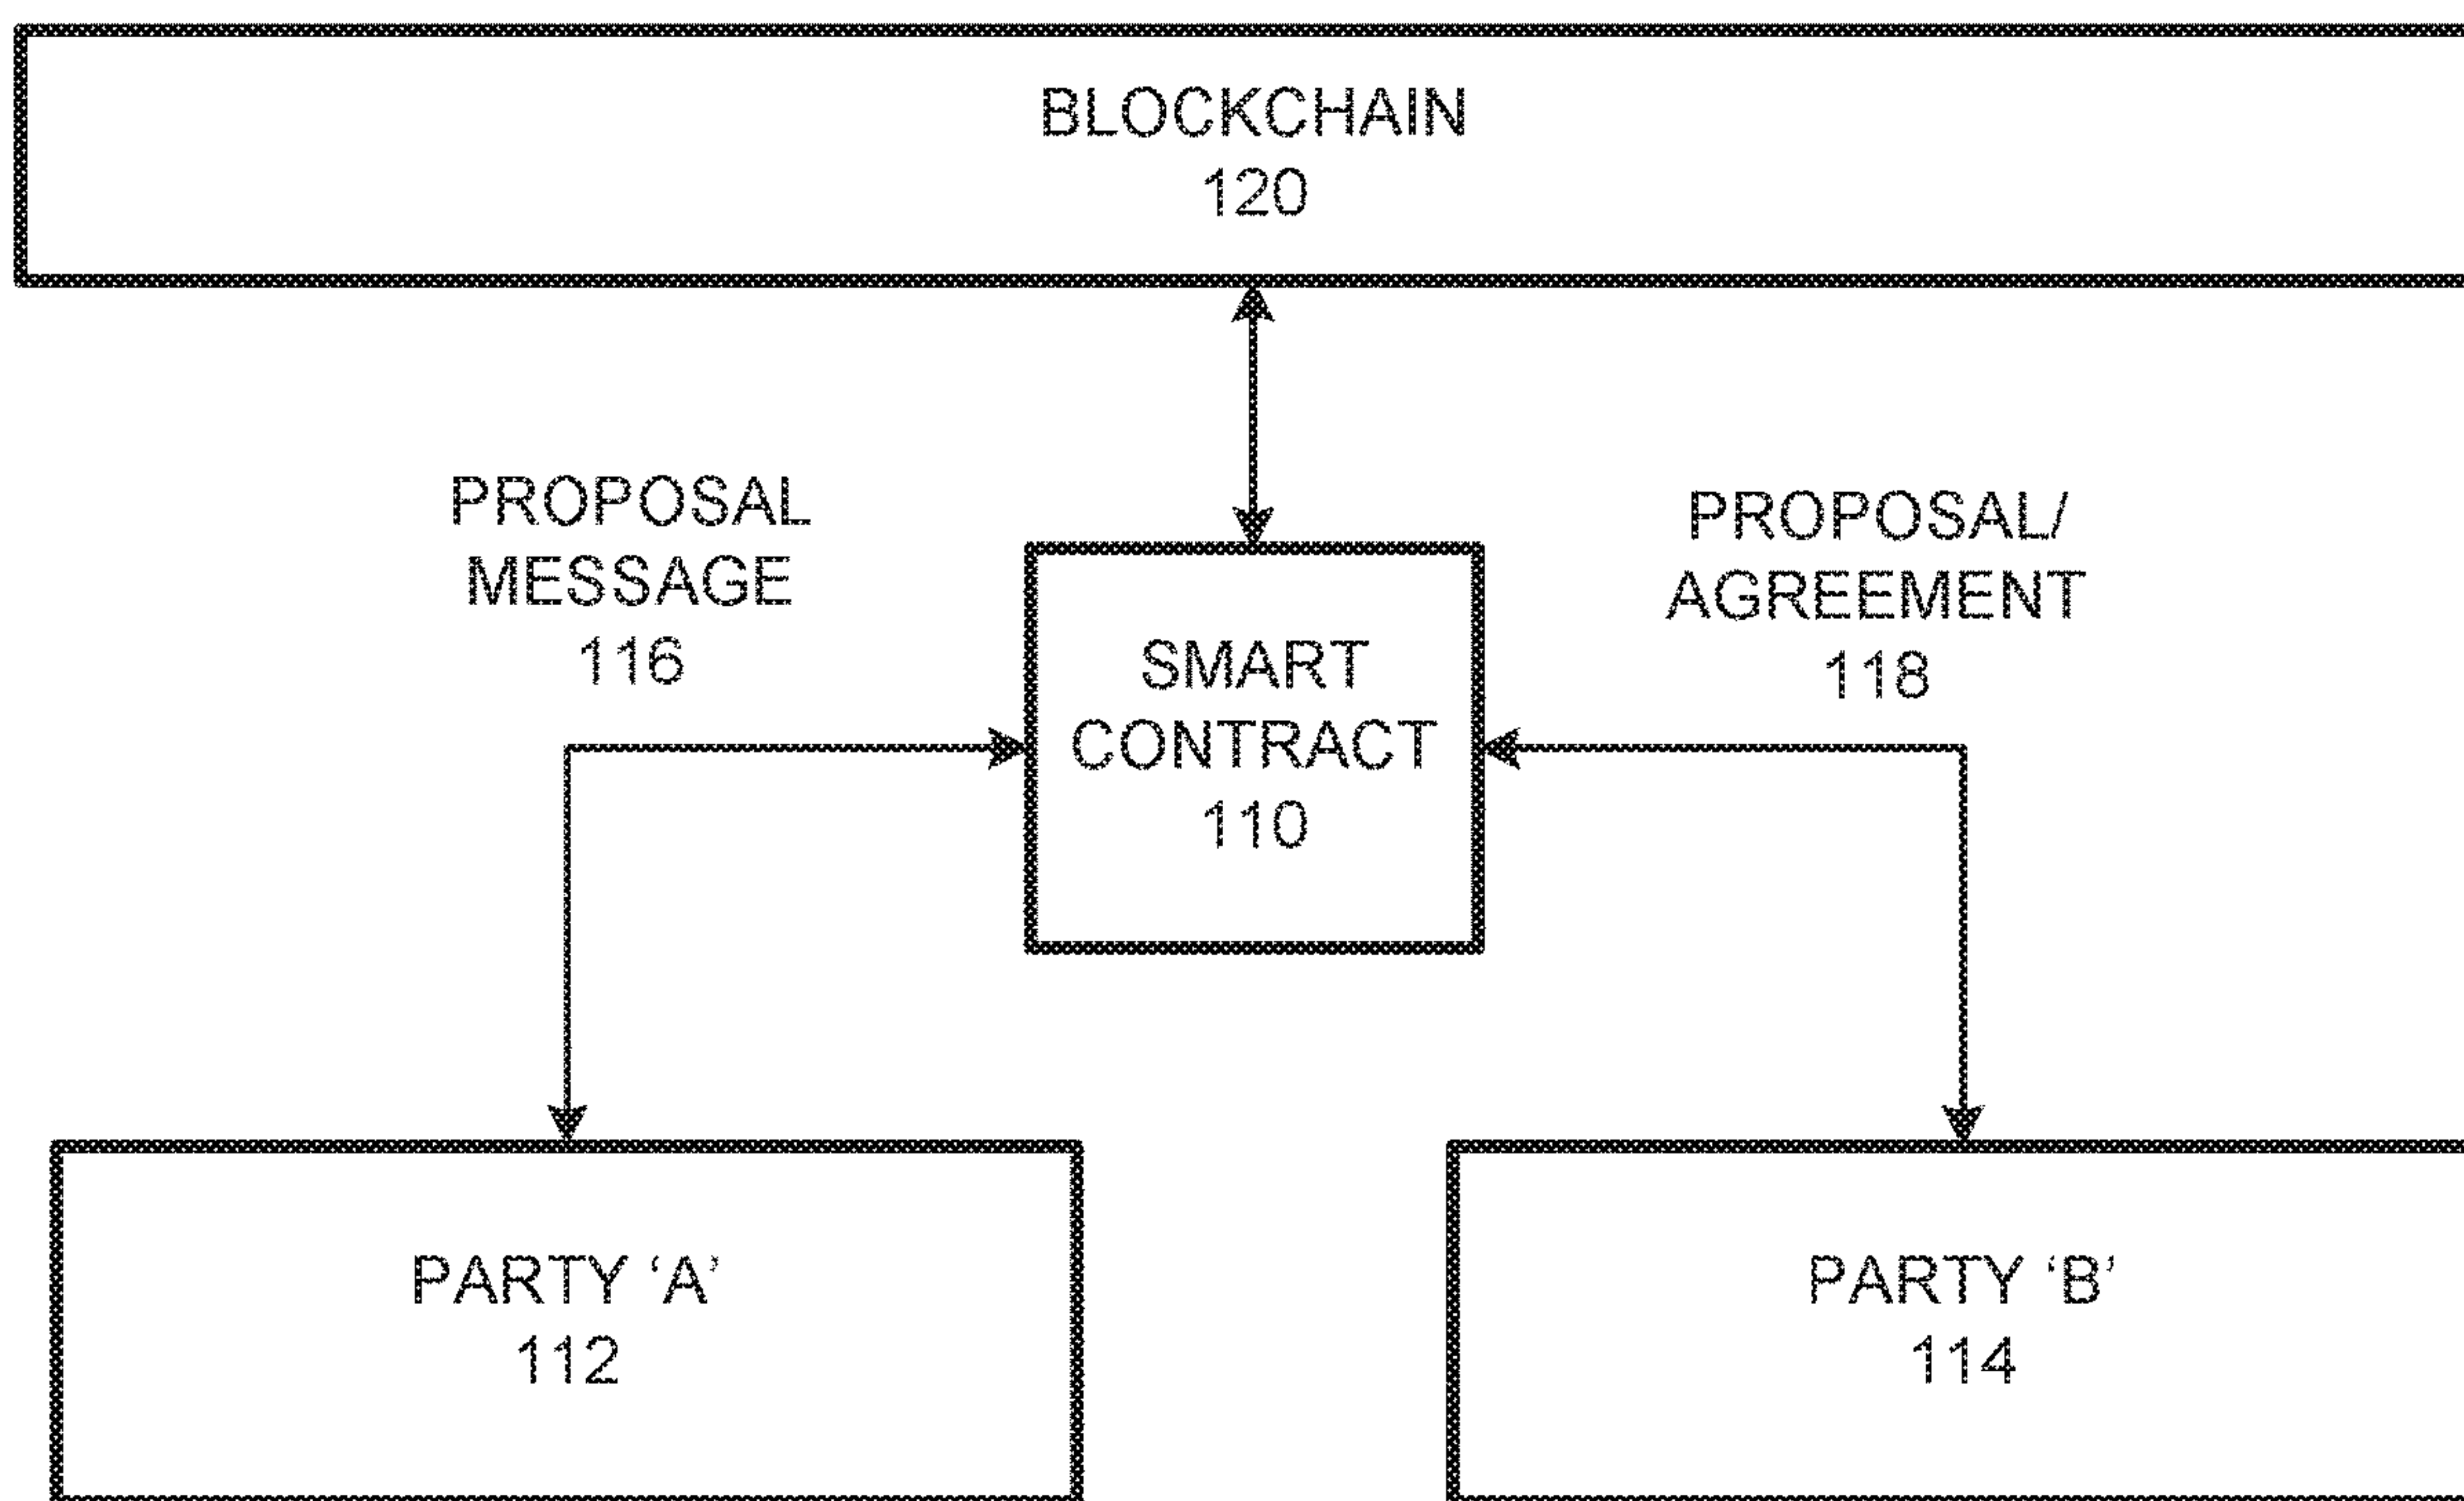 BLOCKCHAIN
120
PROPOSAL
MESSAGE
116
PROPOSAL/
AGREEMENT
118
SMART
CONTRACT
110
PARTY ‘A’
112
PARTY ‘B’
114